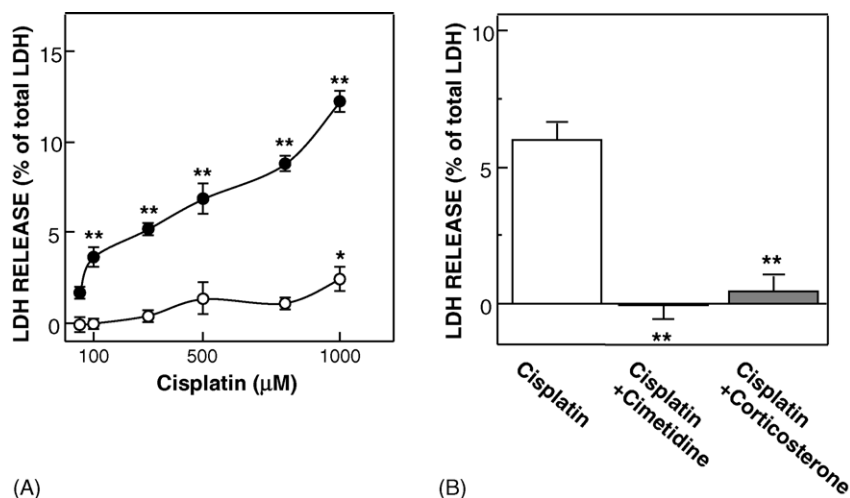 LDH RELEASE (% of total LDH)
15
10
5
0
**
**
**
**
**
*
100
500
1000
Cisplatin (μM)
(A)
LDH RELEASE (% of total LDH)
10
5
0
**
**
Cisplatin
Cisplatin
+Cimetidine
Cisplatin
+Corticosterone
(B)